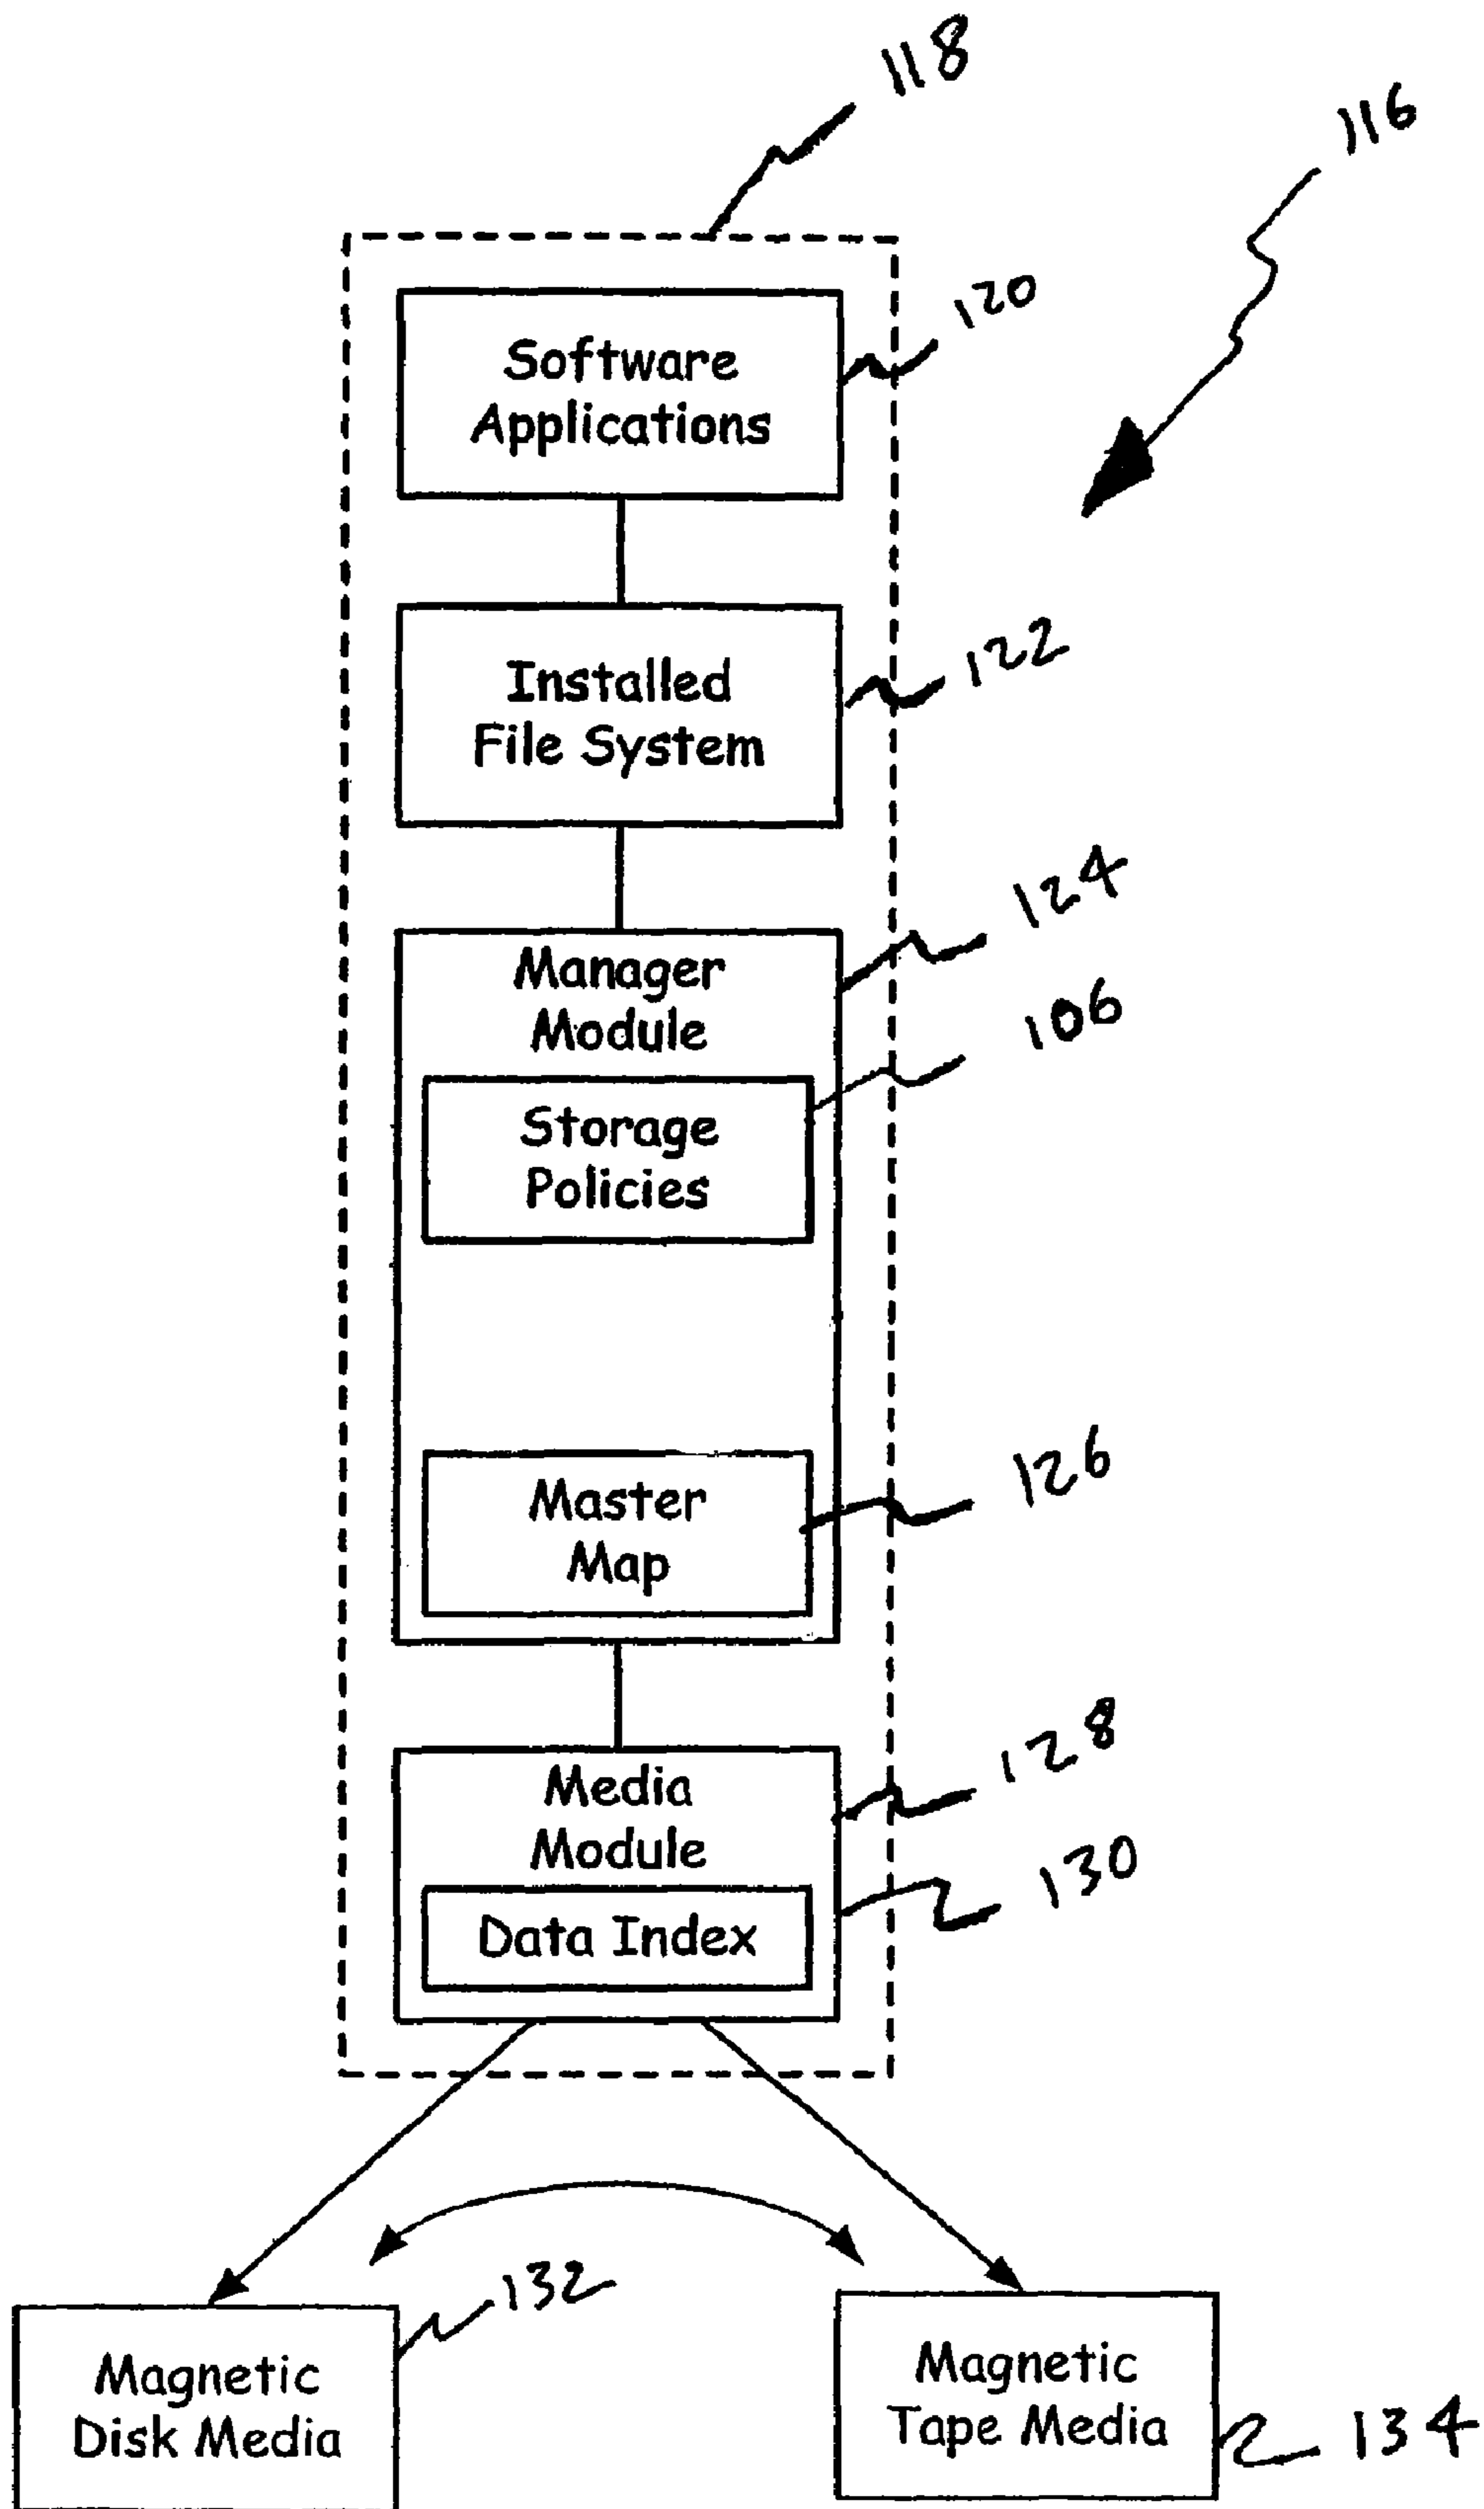 118
116
Software
Applications
120
Installed
File System
122
Manager
Module
124
Storage
Policies
106
Master
Map
126
Media
Module
128
Data Index
130
132
Magnetic
Disk Media
Magnetic
Tape Media
134